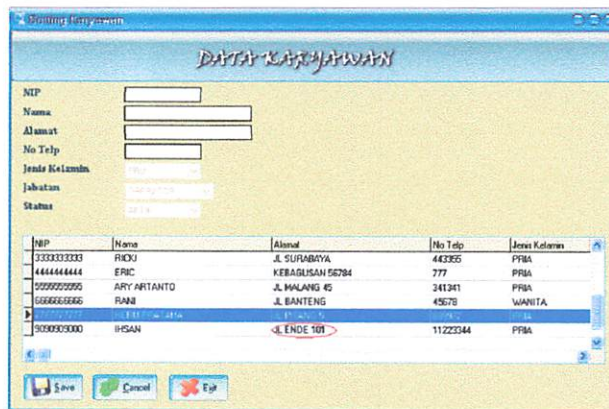 Karyawan
DATA KARYAWAN
NIP
Nama
Alamat
No Telp
Jenis Kelamin
Jabatan
Status
NIP Nama Alamat No Telp Jenis Kelamin
3333333333 RICKI JL SURABAYA PRIA
4444444444 ERIC KEBAGUSAN 56784 777 PRIA
5555555555 ARY ARTANTO JL MALANG 45 341341 PRIA
6666666666 RANI JL BANTENG 45678 WANITA
9090909000 IHSAN JL ENDE 101 11223344 PRIA
Save Cancel Exit